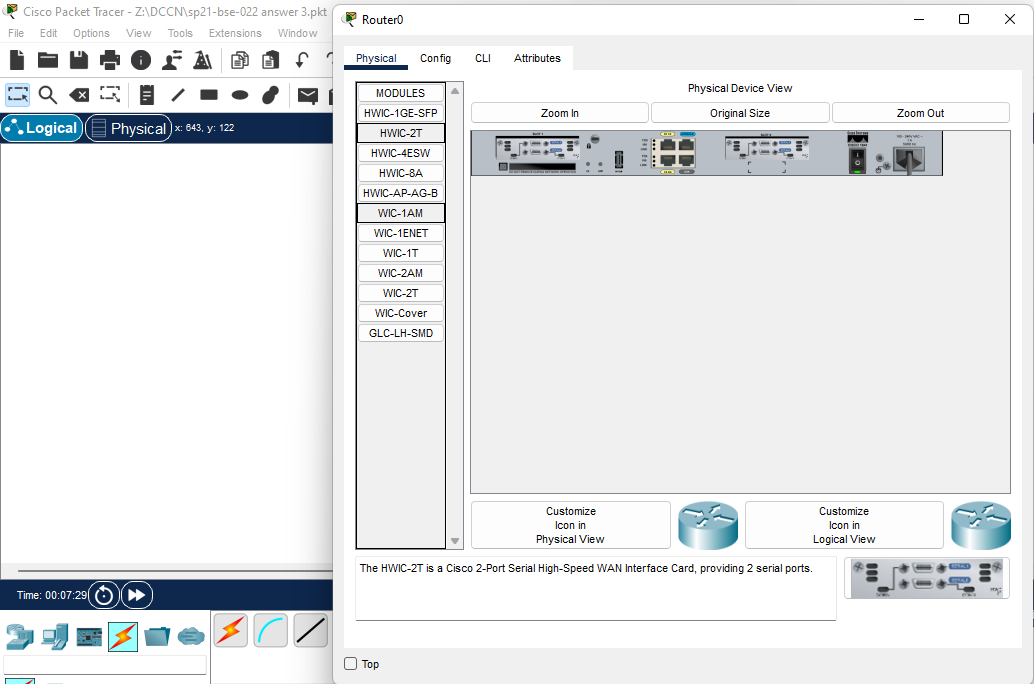 Cisco Packet Tracer - Z:\DCCN\sp21-bse-022 answer 3.pkt
File Edit Options View Tools Extensions Window
Logical Physical x: 643, y: 122
Time: 00:07:29
Router0
Physical Config CLI Attributes
MODULES
HWIC-1GE-SFP
HWIC-2T
HWIC-4ESW
HWIC-8A
HWIC-AP-AG-B
WIC-1AM
WIC-1ENET
WIC-1T
WIC-2AM
WIC-2T
WIC-Cover
GLC-LH-SMD
Physical Device View
Zoom In Original Size Zoom Out
Customize
Icon in
Physical View
Customize
Icon in
Logical View
The HWIC-2T is a Cisco 2-Port Serial High-Speed WAN Interface Card, providing 2 serial ports.
Top